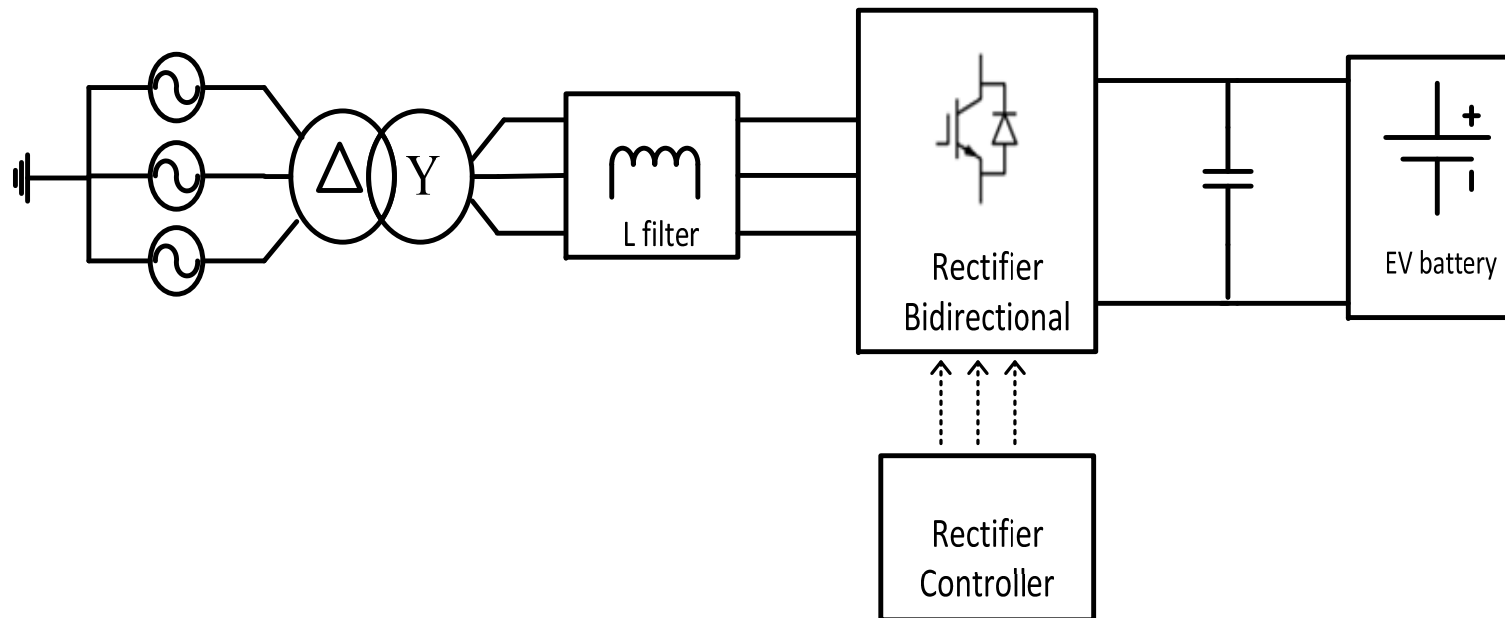 Δ
Y
L filter
Rectifier
Bidirectional
+
EV battery
Rectifier
Controller